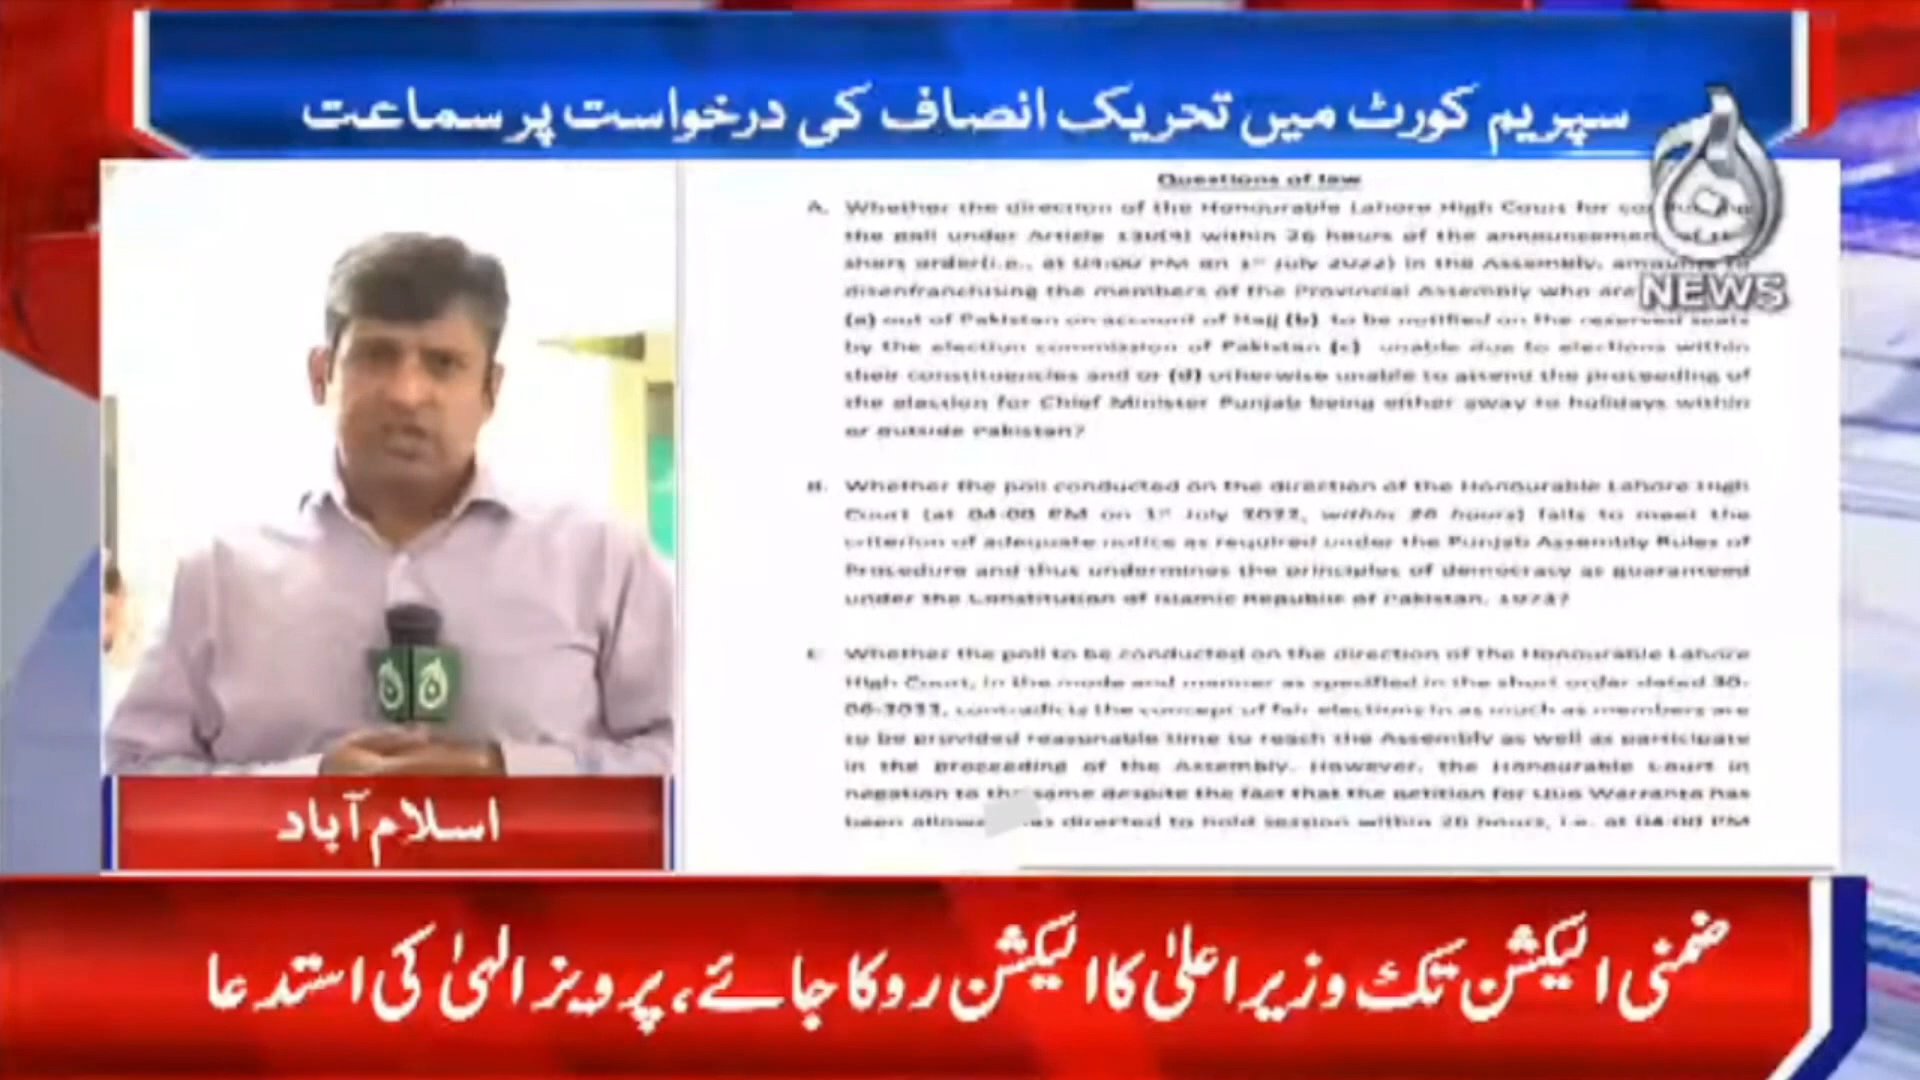 سپریم کورٹ میں تحریک انصاف کی درخواست پر سماعت
NEWS
Questions of law
A. Whether the direction of the Honourable Lahore High Court for
the poll under Article 130(4) within 26 hours of the announcement of the
short order(i.e., at 04:00 PM on 1st July 2022) in the Assembly, amounts to
disenfranchising the members of the Provincial Assembly who are
(a) out of Pakistan on account of Hajj (b) to be notified on the reserved seats
by the election commission of Pakistan (c) unable due to elections within
their constituencies and or (d) otherwise unable to attend the proceeding of
the election for Chief Minister Punjab being either away to holidays within
or outside Pakistan?
B. Whether the poll conducted on the direction of the Honourable Lahore High
Court (at 04:00 PM on 1st July 2022, within 26 hours) fails to meet the
criterion of adequate notice as required under the Punjab Assembly Rules of
Procedure and thus undermines the principles of democracy as guaranteed
under the Constitution of Islamic Republic of Pakistan, 1973?
C. Whether the poll to be conducted on the direction of the Honourable Lahore
High Court, in the mode and manner as specified in the short order dated 30-
06-2022, contradicts the concept of fair elections in as much as members are
to be provided reasonable time to reach the Assembly as well as participate
in the proceeding of the Assembly. However, the Honourable Court in
negation to the same despite the fact that the petition for Quo Warranto has
been directed to hold session within 26 hours, i.e. at 04:00 PM
اسلام آباد
ضمنی الیکشن تک وزیر اعلیٰ کا الیکشن روکا جائے، پرویز الہیٰ کی استدعا